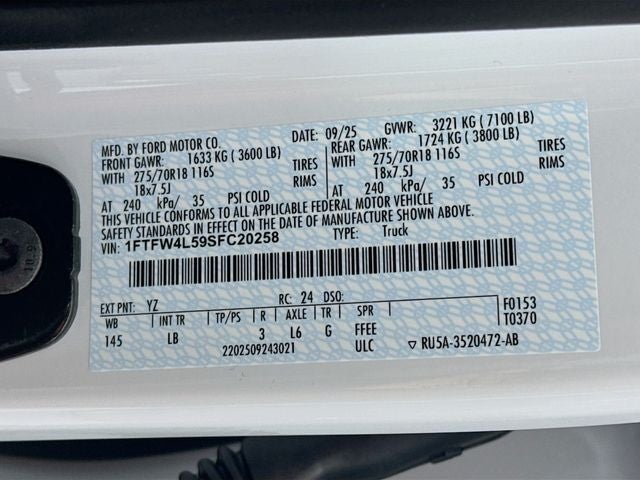 MFD. BY FORD MOTOR CO. DATE: 09/25 GVWR: 3221 KG ( 7100 LB)
FRONT GAWR: 1633 KG ( 3600 LB) REAR GAWR: 1724 KG ( 3800 LB)
WITH 275/70R18 116S TIRES WITH 275/70R18 116S TIRES
18x7.5J RIMS 18x7.5J RIMS
AT 240 kPa/ 35 PSI COLD AT 240 kPa/ 35 PSI COLD
THIS VEHICLE CONFORMS TO ALL APPLICABLE FEDERAL MOTOR VEHICLE
SAFETY STANDARDS IN EFFECT ON THE DATE OF MANUFACTURE SHOWN ABOVE.
VIN: 1FTFW4L59SFC20258 TYPE: Truck
EXT PNT: YZ RC: 24 DSO: F0153
WB INT TR TP/PS R AXLE TR SPR T0370
145 LB 3 L6 G FFEE
2202509243021 ULC ▽ RU5A-3520472-AB